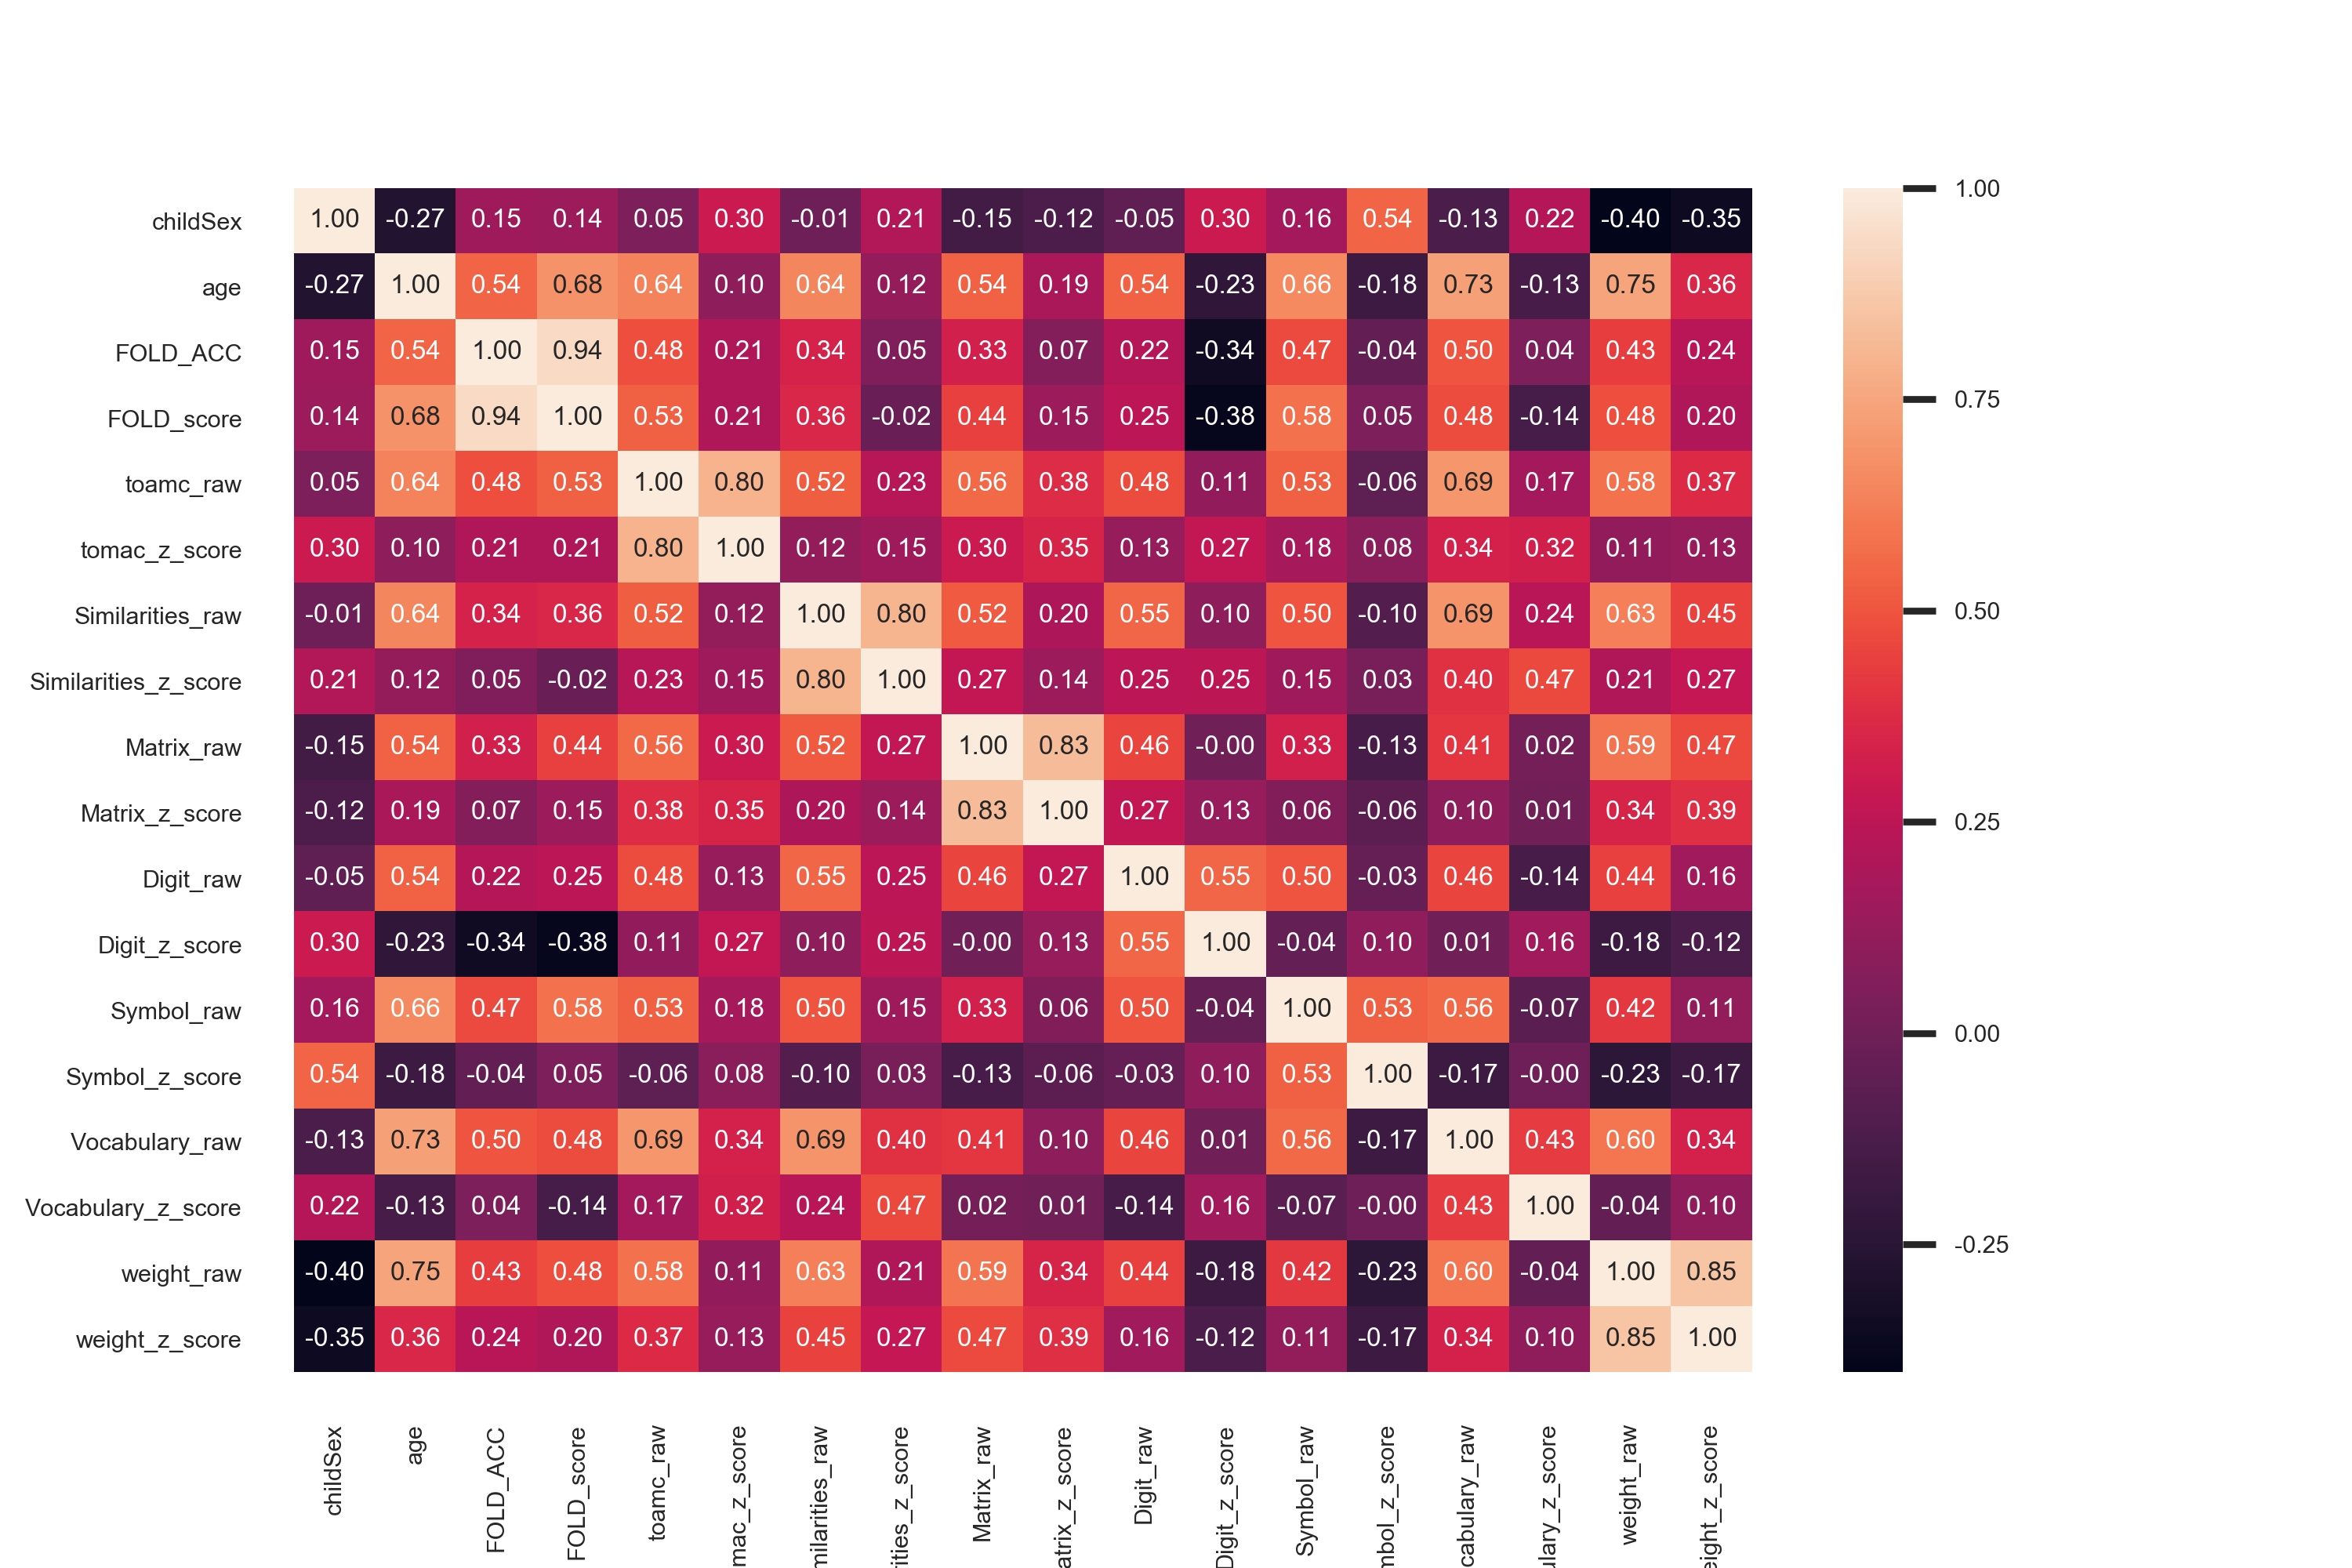 childSex 1.00 -0.27 0.15 0.14 0.05 0.30 -0.01 0.21 -0.15 -0.12 -0.05 0.30 0.16 0.54 -0.13 0.22 -0.40 -0.35
age -0.27 1.00 0.54 0.68 0.64 0.10 0.64 0.12 0.54 0.19 0.54 -0.23 0.66 -0.18 0.73 -0.13 0.75 0.36
FOLD_ACC 0.15 0.54 1.00 0.94 0.48 0.21 0.34 0.05 0.33 0.07 0.22 -0.34 0.47 -0.04 0.50 0.04 0.43 0.24
FOLD_score 0.14 0.68 0.94 1.00 0.53 0.21 0.36 -0.02 0.44 0.15 0.25 -0.38 0.58 0.05 0.48 -0.14 0.48 0.20
toamc_raw 0.05 0.64 0.48 0.53 1.00 0.80 0.52 0.23 0.56 0.38 0.48 0.11 0.53 -0.06 0.69 0.17 0.58 0.37
tomac_z_score 0.30 0.10 0.21 0.21 0.80 1.00 0.12 0.15 0.30 0.35 0.13 0.27 0.18 0.08 0.34 0.32 0.11 0.13
Similarities_raw -0.01 0.64 0.34 0.36 0.52 0.12 1.00 0.80 0.52 0.20 0.55 0.10 0.50 -0.10 0.69 0.24 0.63 0.45
Similarities_z_score 0.21 0.12 0.05 -0.02 0.23 0.15 0.80 1.00 0.27 0.14 0.25 0.25 0.15 0.03 0.40 0.47 0.21 0.27
Matrix_raw -0.15 0.54 0.33 0.44 0.56 0.30 0.52 0.27 1.00 0.83 0.46 -0.00 0.33 -0.13 0.41 0.02 0.59 0.47
Matrix_z_score -0.12 0.19 0.07 0.15 0.38 0.35 0.20 0.14 0.83 1.00 0.27 0.13 0.06 -0.06 0.10 0.01 0.34 0.39
Digit_raw -0.05 0.54 0.22 0.25 0.48 0.13 0.55 0.25 0.46 0.27 1.00 0.55 0.50 -0.03 0.46 -0.14 0.44 0.16
Digit_z_score 0.30 -0.23 -0.34 -0.38 0.11 0.27 0.10 0.25 -0.00 0.13 0.55 1.00 -0.04 0.10 0.01 0.16 -0.18 -0.12
Symbol_raw 0.16 0.66 0.47 0.58 0.53 0.18 0.50 0.15 0.33 0.06 0.50 -0.04 1.00 0.53 0.56 -0.07 0.42 0.11
Symbol_z_score 0.54 -0.18 -0.04 0.05 -0.06 0.08 -0.10 0.03 -0.13 -0.06 -0.03 0.10 0.53 1.00 -0.17 -0.00 -0.23 -0.17
Vocabulary_raw -0.13 0.73 0.50 0.48 0.69 0.34 0.69 0.40 0.41 0.10 0.46 0.01 0.56 -0.17 1.00 0.43 0.60 0.34
Vocabulary_z_score 0.22 -0.13 0.04 -0.14 0.17 0.32 0.24 0.47 0.02 0.01 -0.14 0.16 -0.07 -0.00 0.43 1.00 -0.04 0.10
weight_raw -0.40 0.75 0.43 0.48 0.58 0.11 0.63 0.21 0.59 0.34 0.44 -0.18 0.42 -0.23 0.60 -0.04 1.00 0.85
weight_z_score -0.35 0.36 0.24 0.20 0.37 0.13 0.45 0.27 0.47 0.39 0.16 -0.12 0.11 -0.17 0.34 0.10 0.85 1.00
childSex
age
FOLD_ACC
FOLD_score
toamc_raw
mac_z_score
milarities_raw
rities_z_score
Matrix_raw
atrix_z_score
Digit_raw
Digit_z_score
Symbol_raw
mbol_z_score
cabulary_raw
ulary_z_score
weight_raw
eight_z_score
1.00
0.75
0.50
0.25
0.00
-0.25